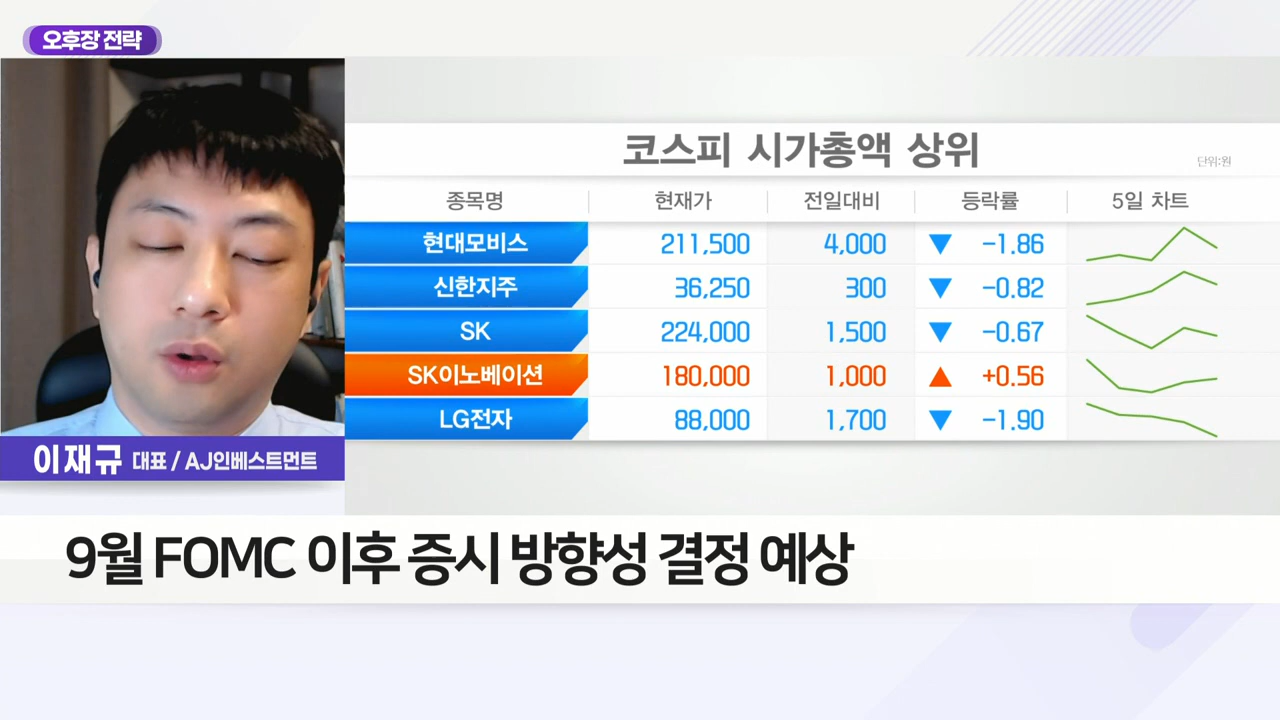 오후장 전략
코스피 시가총액 상위
단위:원
종목명 현재가 전일대비 등락률 5일 차트
현대모비스 211,500 4,000 ▼ -1.86
신한지주 36,250 300 ▼ -0.82
SK 224,000 1,500 ▼ -0.67
SK이노베이션 180,000 1,000 ▲ +0.56
LG전자 88,000 1,700 ▼ -1.90
이재규 대표 / AJ인베스트먼트
9월 FOMC 이후 증시 방향성 결정 예상